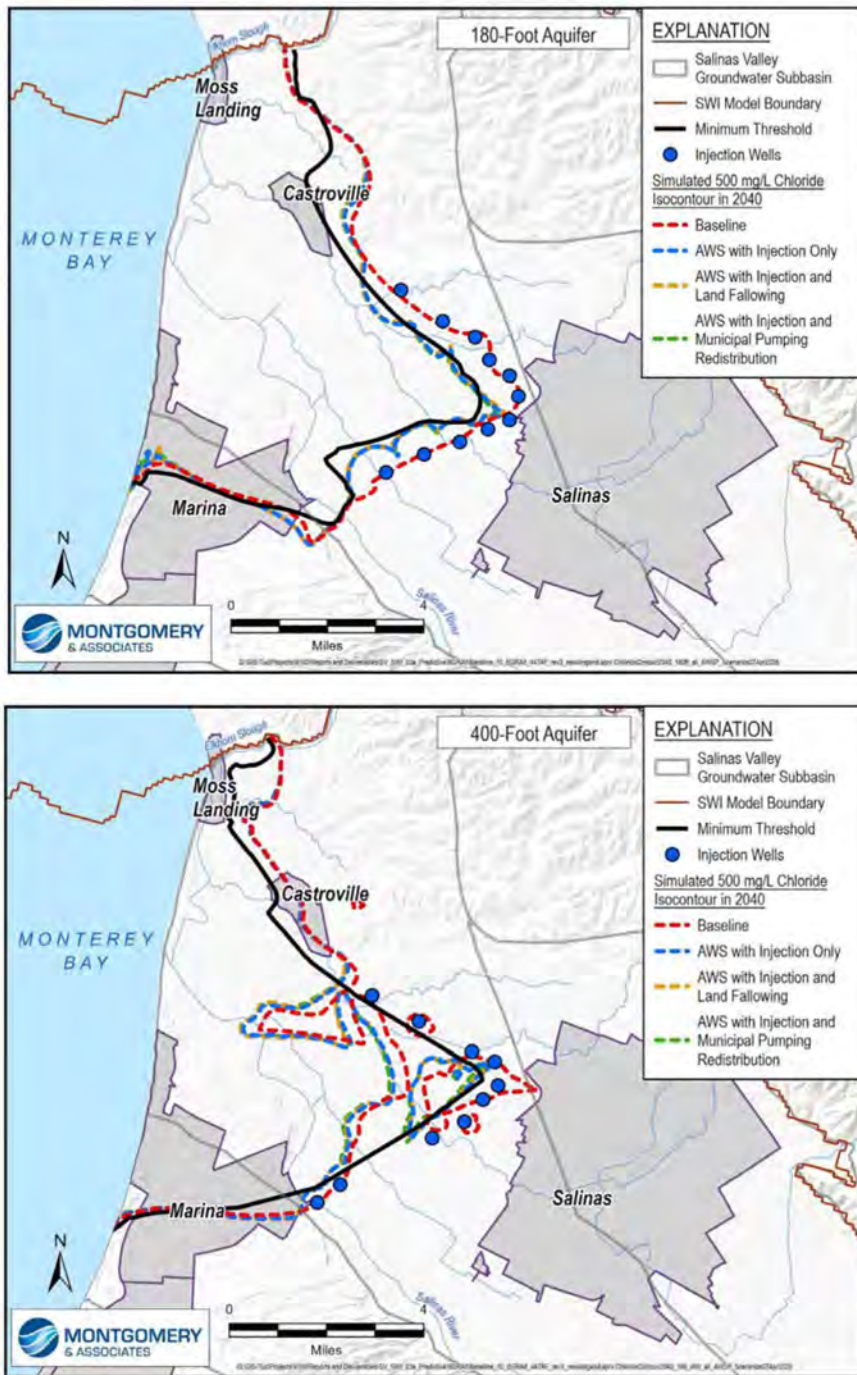 180-Foot Aquifer
EXPLANATION
Salinas Valley
Groundwater Subbasin
SWI Model Boundary
Minimum Threshold
Injection Wells
Simulated 500 mg/L Chloride
Isocontour in 2040
Baseline
AWS with Injection Only
AWS with Injection and
Land Fallowing
AWS with Injection and
Municipal Pumping
Redistribution
Elkhorn Slough
Moss
Landing
Castroville
MONTEREY
BAY
Marina
Salinas
Salinas
River
N
0
4
Miles
MONTGOMERY
& ASSOCIATES
400-Foot Aquifer
EXPLANATION
Salinas Valley
Groundwater Subbasin
SWI Model Boundary
Minimum Threshold
Injection Wells
Simulated 500 mg/L Chloride
Isocontour in 2040
Baseline
AWS with Injection Only
AWS with Injection and
Land Fallowing
AWS with Injection and
Municipal Pumping
Redistribution
Elkhorn Slough
Moss
Landing
Castroville
MONTEREY
BAY
Marina
Salinas
Salinas
River
N
0
4
Miles
MONTGOMERY
& ASSOCIATES